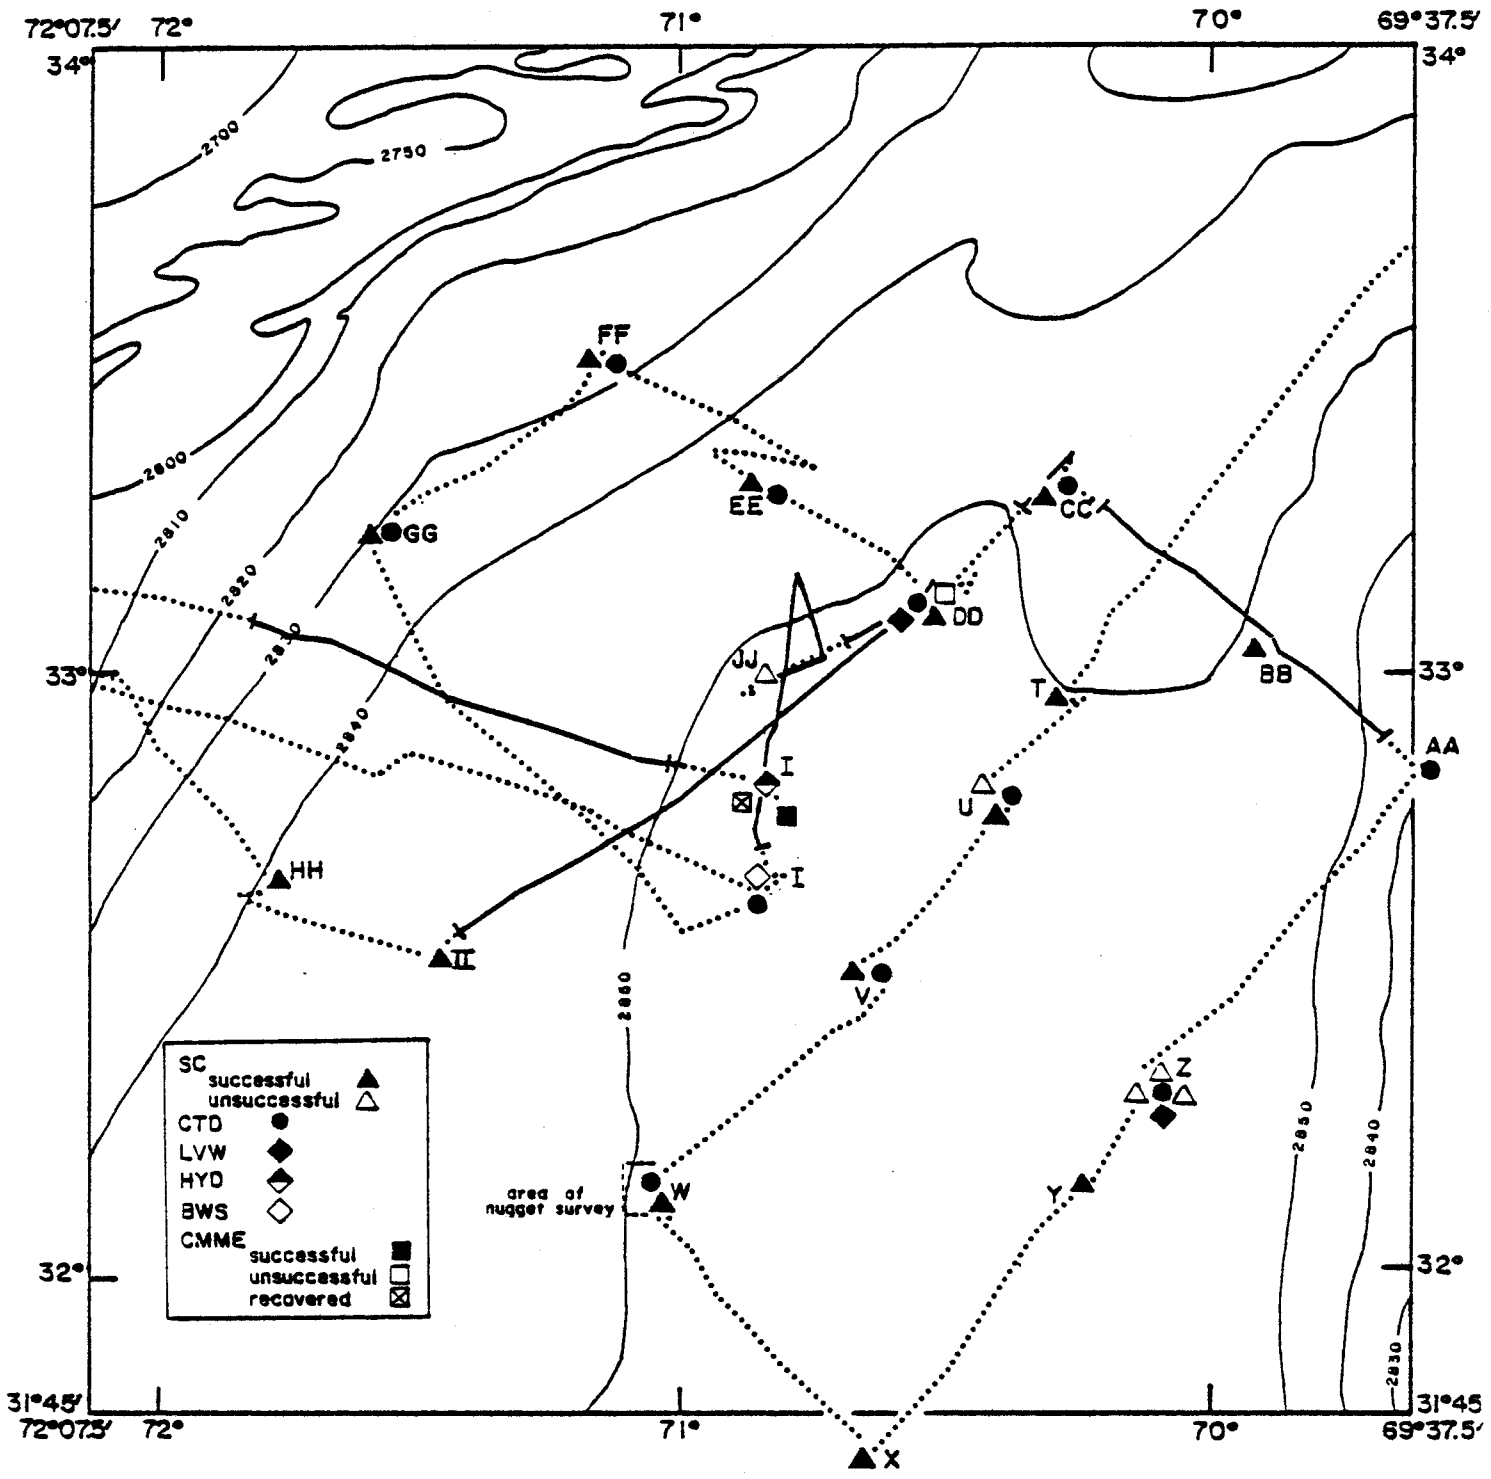 72°07.5' 72° 71° 70° 69°37.5'
34° 34°
2700
2750
FF
2800
EE
CC
2810
GG
2820
DD
2830
JJ
33° 33°
T
BB
2840
I
AA
U
HH
I
II
V
2860
Z
SC
successful
unsuccessful
CTD
LVW
HYD
BWS
CMME
successful
unsuccessful
recovered
2850
2840
W
Y
area of
nugget survey
32° 32°
2830
31°45' 31°45
72°07.5' 72° 71° 70° 69°37.5'
X